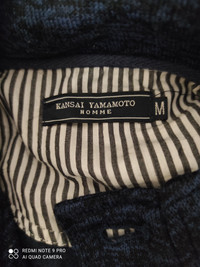 KANSAI YAMAMOTO
HOMME
M
REDMI NOTE 9 PRO
AI QUAD CAMERA